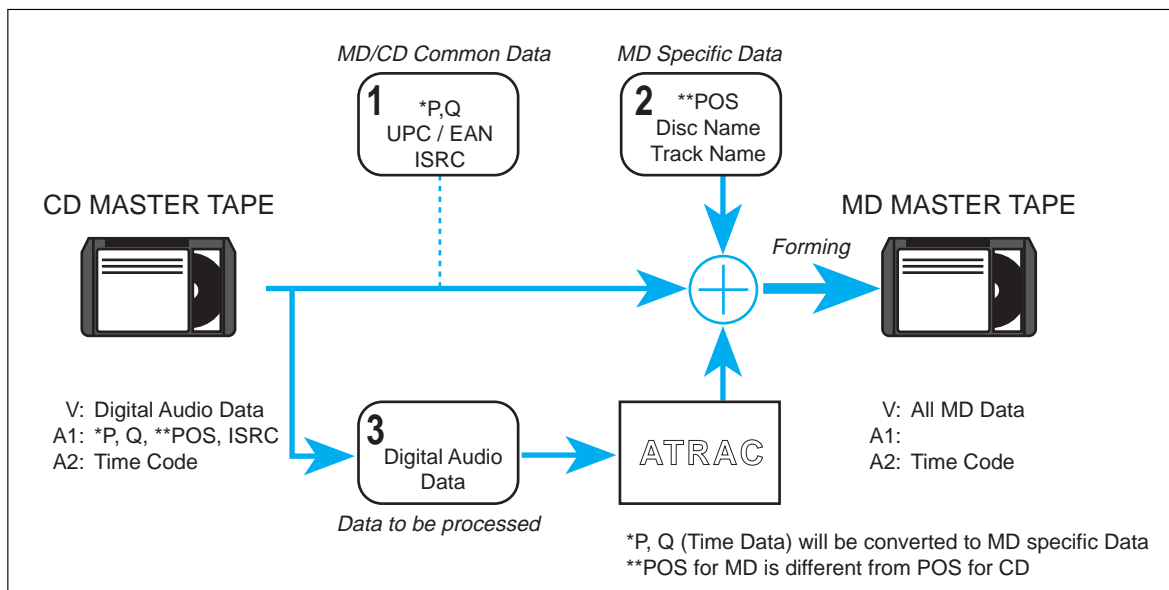 MD/CD Common Data
1
*P,Q
UPC / EAN
ISRC
MD Specific Data
2
**POS
Disc Name
Track Name
CD MASTER TAPE
MD MASTER TAPE
Forming
V: Digital Audio Data
A1: *P, Q, **POS, ISRC
A2: Time Code
3
Digital Audio
Data
Data to be processed
ATRAC
V: All MD Data
A1:
A2: Time Code
*P, Q (Time Data) will be converted to MD specific Data
**POS for MD is different from POS for CD